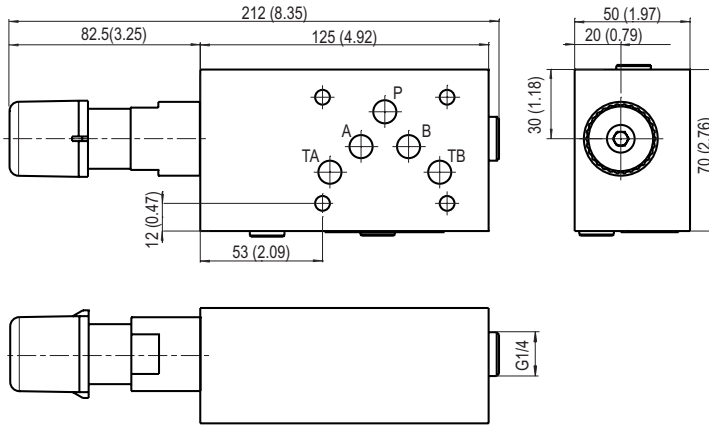 212 (8.35)
82.5(3.25)
125 (4.92)
50 (1.97)
20 (0.79)
30 (1.18)
70 (2.76)
P
A
B
TA
TB
12 (0.47)
53 (2.09)
G1/4